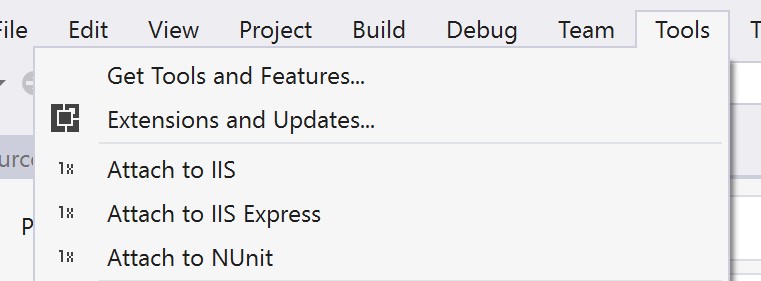 File Edit View Project Build Debug Team Tools T
Get Tools and Features...
Extensions and Updates...
urc
1x Attach to IIS
1x Attach to IIS Express
P
1x Attach to NUnit